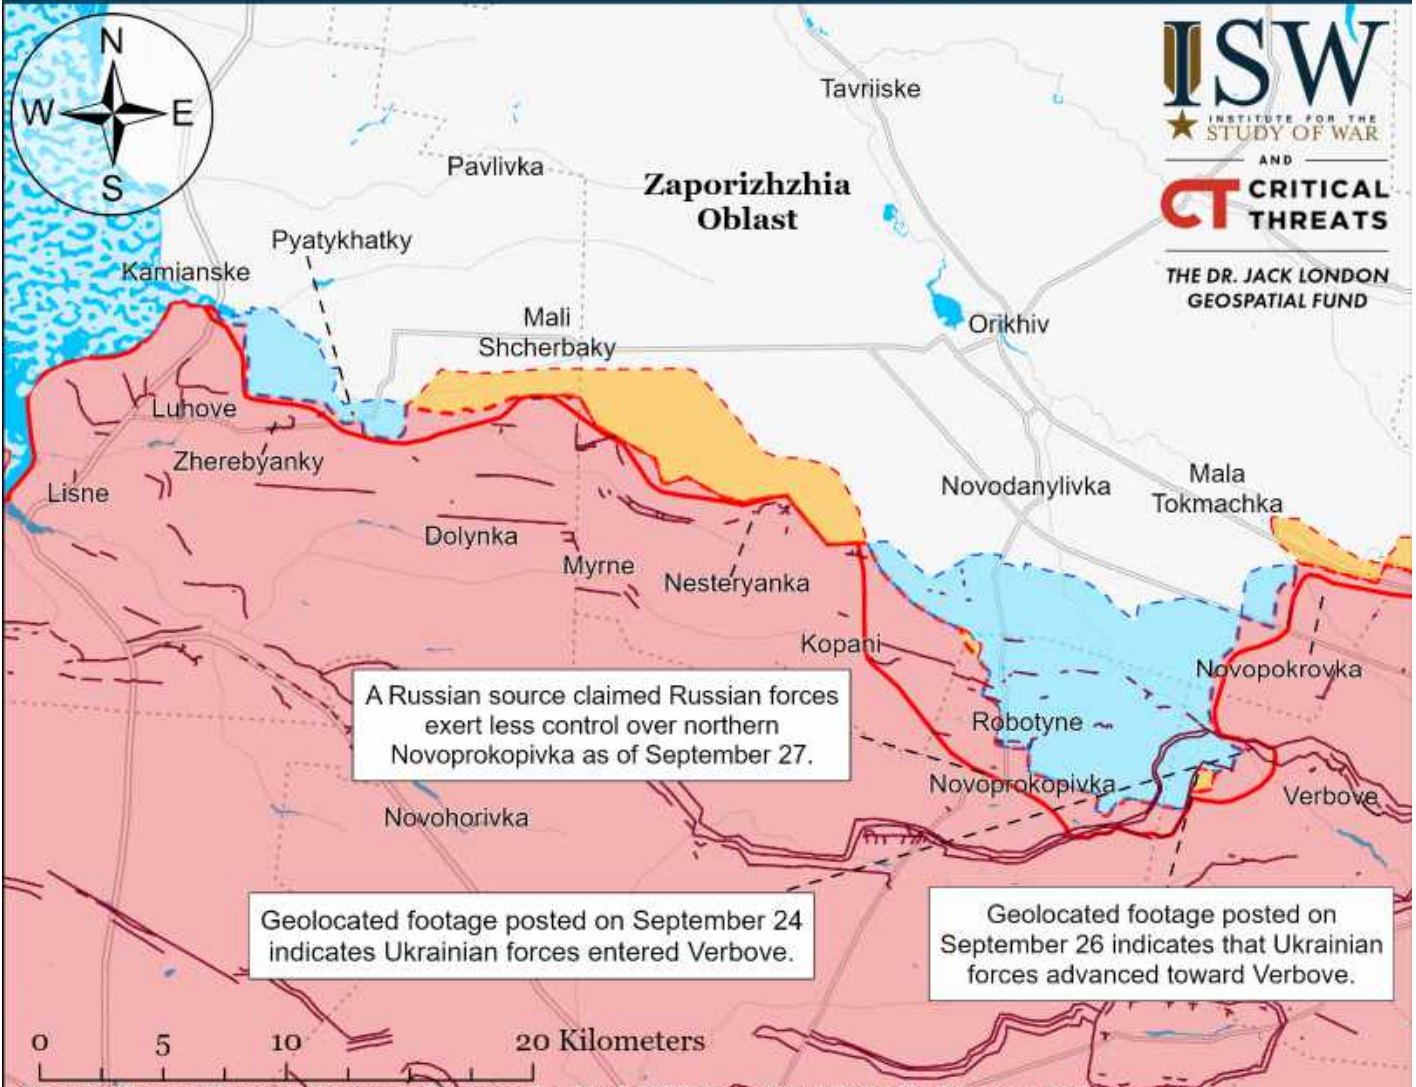 N
W
E
S
ISW
INSTITUTE FOR THE
STUDY OF WAR
AND
CT CRITICAL
THREATS
THE DR. JACK LONDON
GEOSPATIAL FUND
Tavriiske
Pavlivka
Zaporizhzhia
Oblast
Pyatykhatky
Kamianske
Mali
Shcherbaky
Orikhiv
Luhove
Zherebyanky
Lisne
Novodanylivka
Mala
Tokmachka
Dolynka
Myrne
Nesteryanka
Kopani
Novopokrovka
A Russian source claimed Russian forces
exert less control over northern
Novoprokopivka as of September 27.
Robotyne
Novoprokopivka
Verbove
Novohorivka
Geolocated footage posted on September 24
indicates Ukrainian forces entered Verbove.
Geolocated footage posted on
September 26 indicates that Ukrainian
forces advanced toward Verbove.
0 5 10 20 Kilometers